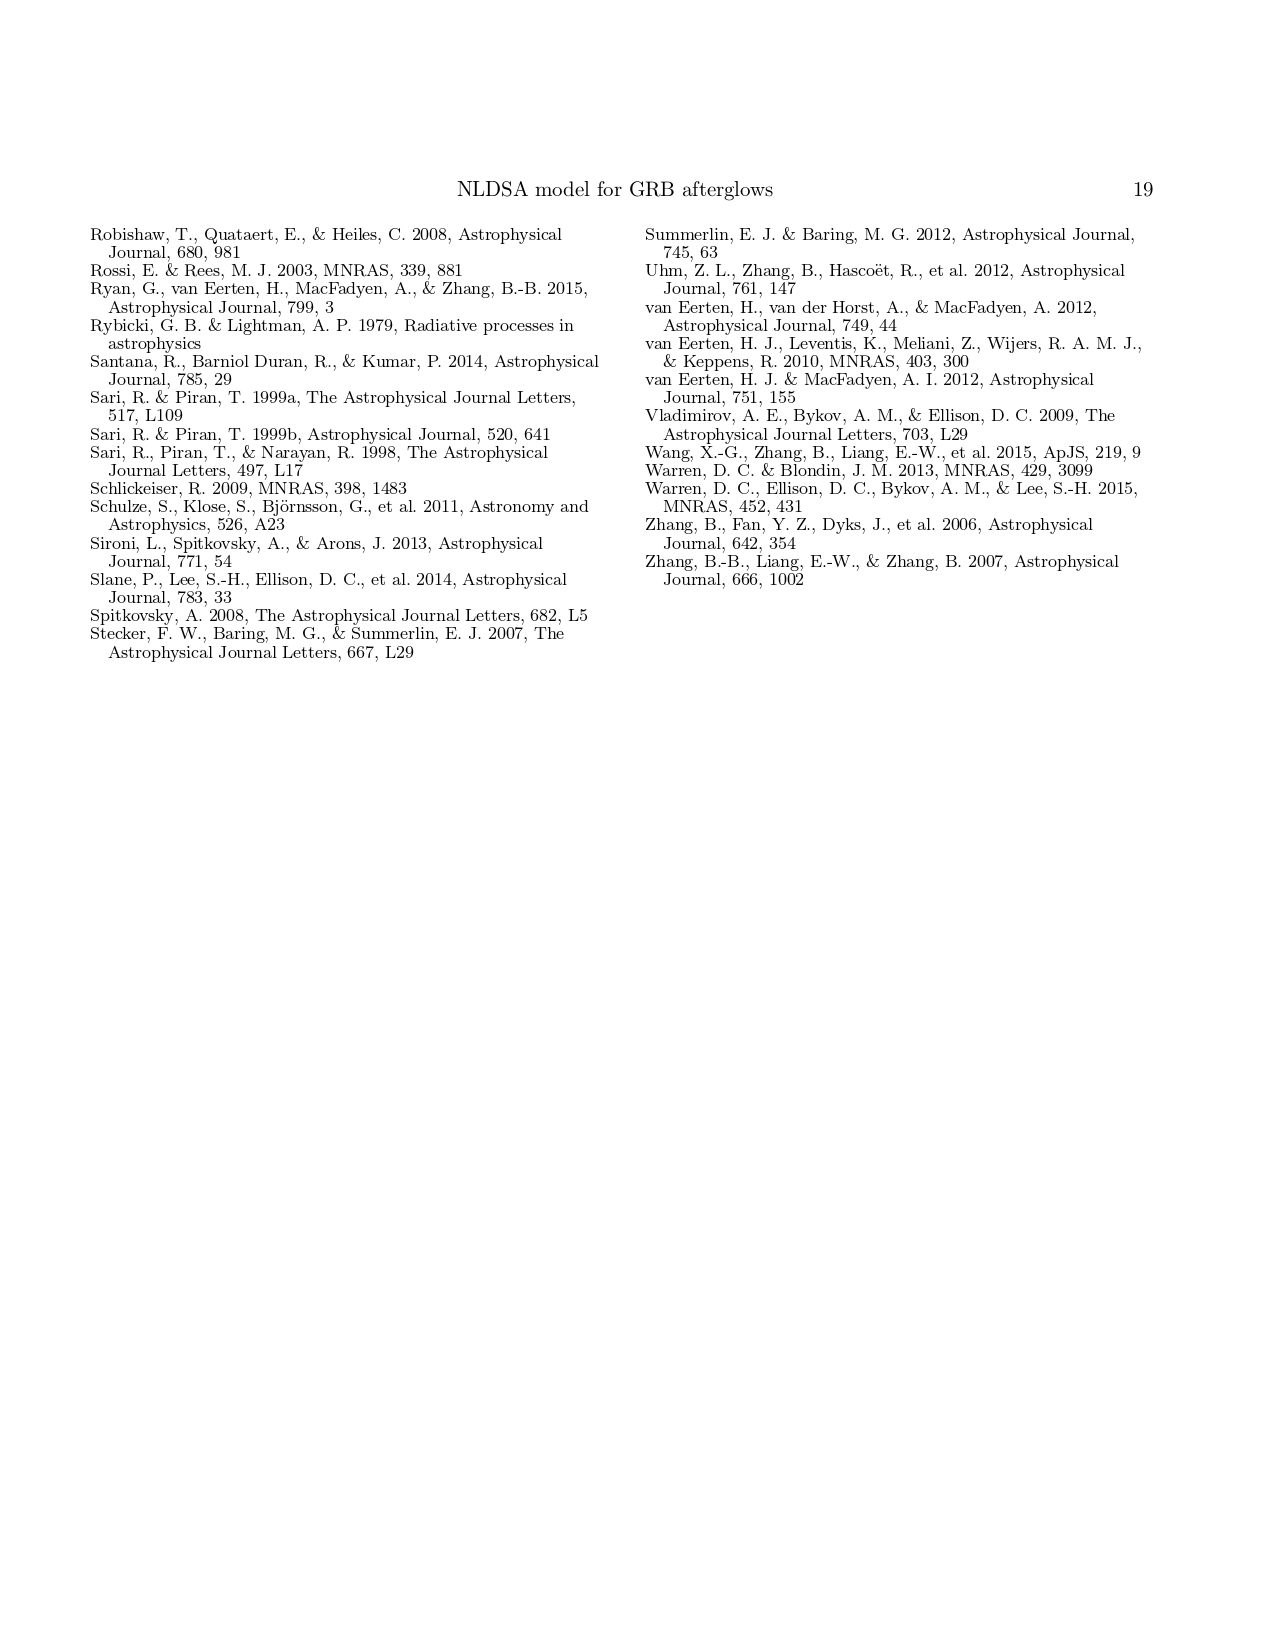 NLDSA model for GRB afterglows 19
Robishaw, T., Quataert, E., & Heiles, C. 2008, Astrophysical
Journal, 680, 981
Rossi, E. & Rees, M. J. 2003, MNRAS, 339, 881
Ryan, G., van Eerten, H., MacFadyen, A., & Zhang, B.-B. 2015,
Astrophysical Journal, 799, 3
Rybicki, G. B. & Lightman, A. P. 1979, Radiative processes in
astrophysics
Santana, R., Barniol Duran, R., & Kumar, P. 2014, Astrophysical
Journal, 785, 29
Sari, R. & Piran, T. 1999a, The Astrophysical Journal Letters,
517, L109
Sari, R. & Piran, T. 1999b, Astrophysical Journal, 520, 641
Sari, R., Piran, T., & Narayan, R. 1998, The Astrophysical
Journal Letters, 497, L17
Schlickeiser, R. 2009, MNRAS, 398, 1483
Schulze, S., Klose, S., Björnsson, G., et al. 2011, Astronomy and
Astrophysics, 526, A23
Sironi, L., Spitkovsky, A., & Arons, J. 2013, Astrophysical
Journal, 771, 54
Slane, P., Lee, S.-H., Ellison, D. C., et al. 2014, Astrophysical
Journal, 783, 33
Spitkovsky, A. 2008, The Astrophysical Journal Letters, 682, L5
Stecker, F. W., Baring, M. G., & Summerlin, E. J. 2007, The
Astrophysical Journal Letters, 667, L29
Summerlin, E. J. & Baring, M. G. 2012, Astrophysical Journal,
745, 63
Uhm, Z. L., Zhang, B., Hascoët, R., et al. 2012, Astrophysical
Journal, 761, 147
van Eerten, H., van der Horst, A., & MacFadyen, A. 2012,
Astrophysical Journal, 749, 44
van Eerten, H. J., Leventis, K., Meliani, Z., Wijers, R. A. M. J.,
& Keppens, R. 2010, MNRAS, 403, 300
van Eerten, H. J. & MacFadyen, A. I. 2012, Astrophysical
Journal, 751, 155
Vladimirov, A. E., Bykov, A. M., & Ellison, D. C. 2009, The
Astrophysical Journal Letters, 703, L29
Wang, X.-G., Zhang, B., Liang, E.-W., et al. 2015, ApJS, 219, 9
Warren, D. C. & Blondin, J. M. 2013, MNRAS, 429, 3099
Warren, D. C., Ellison, D. C., Bykov, A. M., & Lee, S.-H. 2015,
MNRAS, 452, 431
Zhang, B., Fan, Y. Z., Dyks, J., et al. 2006, Astrophysical
Journal, 642, 354
Zhang, B.-B., Liang, E.-W., & Zhang, B. 2007, Astrophysical
Journal, 666, 1002